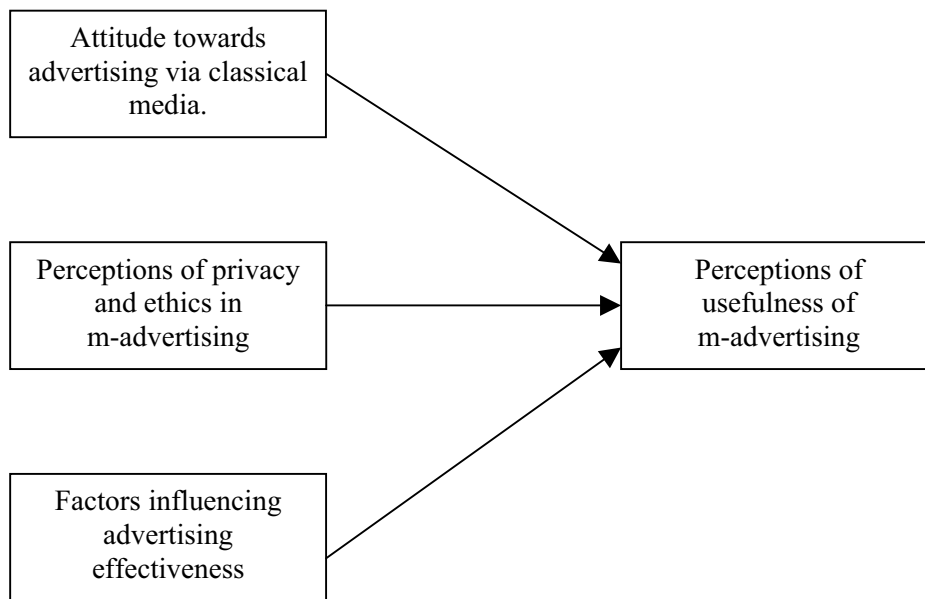 Attitude towards
advertising via classical
media.
Perceptions of privacy
and ethics in
m-advertising
Perceptions of
usefulness of
m-advertising
Factors influencing
advertising
effectiveness